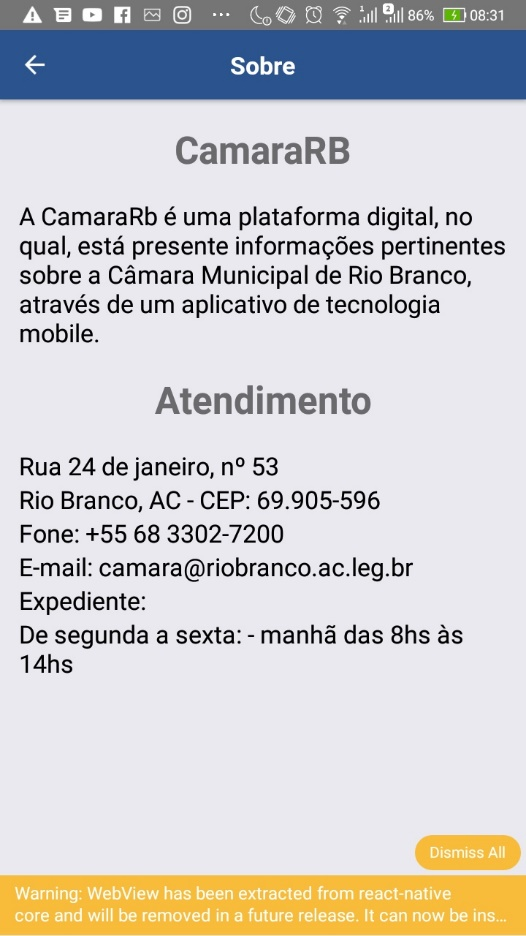 86% 08:31
Sobre
CamaraRB
A CamaraRb é uma plataforma digital, no
qual, está presente informações pertinentes
sobre a Câmara Municipal de Rio Branco,
através de um aplicativo de tecnologia
mobile.
Atendimento
Rua 24 de janeiro, nº 53
Rio Branco, AC - CEP: 69.905-596
Fone: +55 68 3302-7200
E-mail: camara@riobranco.ac.leg.br
Expediente:
De segunda a sexta: - manhã das 8hs às
14hs
Dismiss All
Warning: WebView has been extracted from react-native
core and will be removed in a future release. It can now be ins...